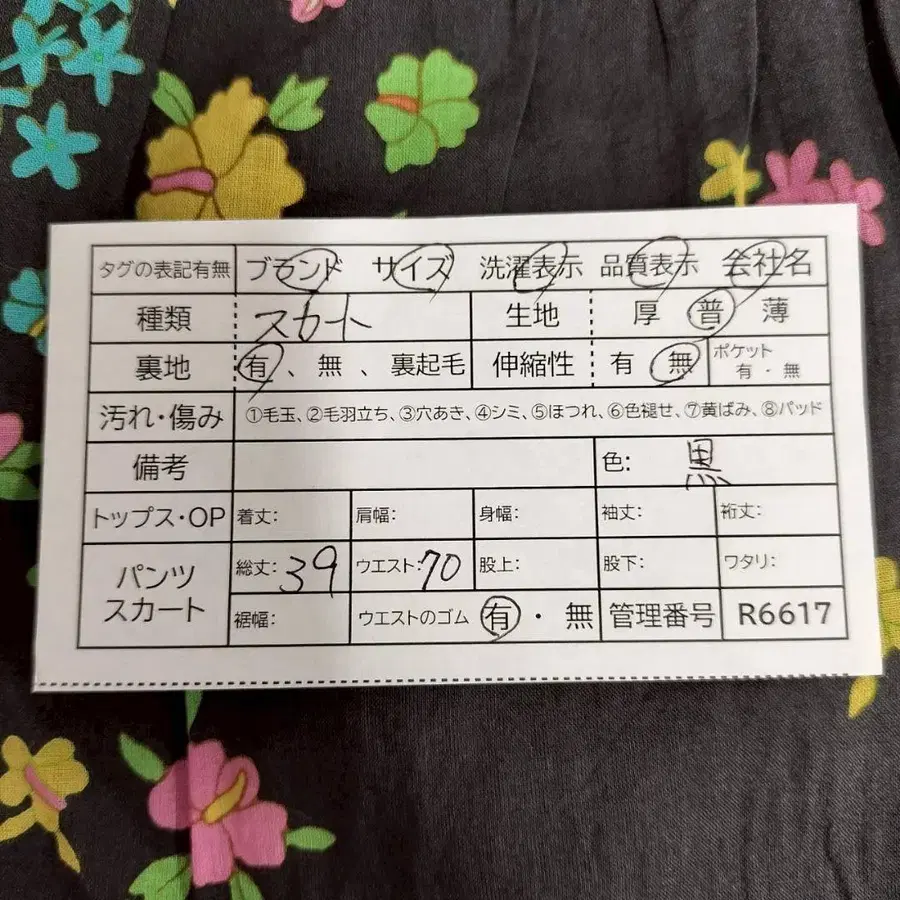 タグの表記有無 ブランド サイズ 洗濯表示 品質表示 会社名
種類 スカート 生地 厚 普 薄
裏地 有、無、裏起毛 伸縮性 有 無 ポケット 有・無
汚れ・傷み ①毛玉、②毛羽立ち、③穴あき、④シミ、⑤ほつれ、⑥色褪せ、⑦黄ばみ、⑧パッド
備考 色: 黒
トップス・OP 着丈: 肩幅: 身幅: 袖丈: 裄丈:
パンツ スカート 総丈: 39 ウエスト: 70 股上: 股下: ワタリ:
裾幅: ウエストのゴム 有・無 管理番号 R6617